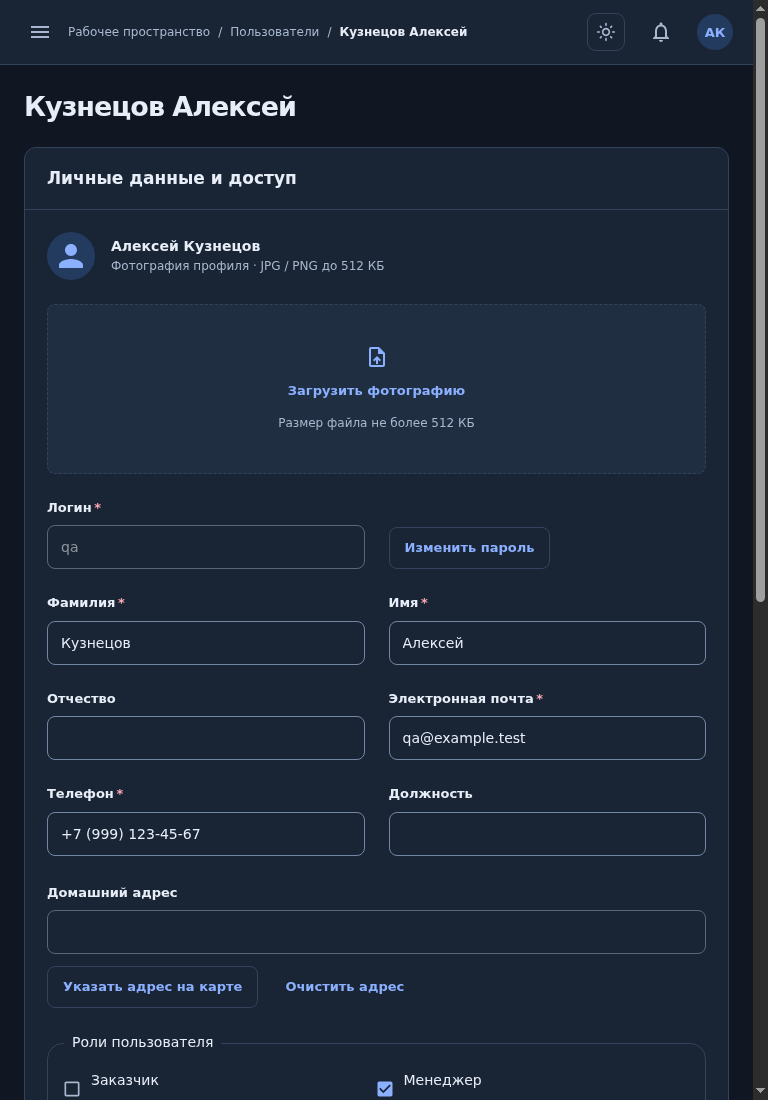 Рабочее пространство / Пользователи / Кузнецов Алексей
АК
Кузнецов Алексей
Личные данные и доступ
Алексей Кузнецов
Фотография профиля · JPG / PNG до 512 КБ
Загрузить фотографию
Размер файла не более 512 КБ
Логин *
qa
Изменить пароль
Фамилия *
Имя *
Кузнецов
Алексей
Отчество
Электронная почта *
qa@example.test
Телефон *
Должность
+7 (999) 123-45-67
Домашний адрес
Указать адрес на карте
Очистить адрес
Роли пользователя
Заказчик
Менеджер